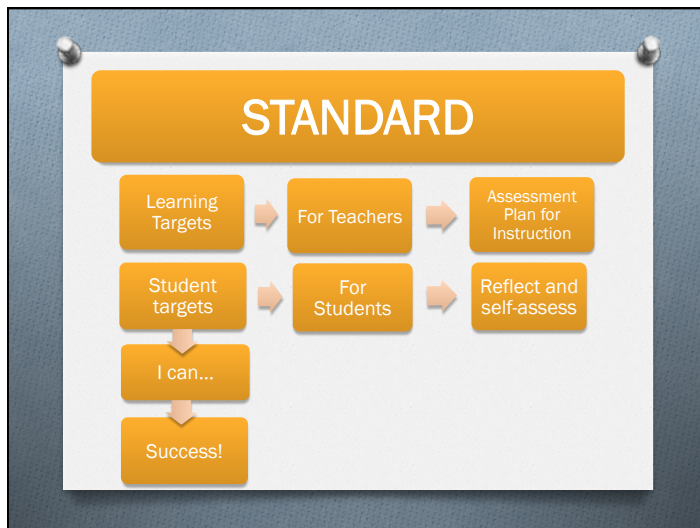 STANDARD
Learning
Targets
For Teachers
Assessment
Plan for
Instruction
Student
targets
For
Students
Reflect and
self-assess
I can...
Success!